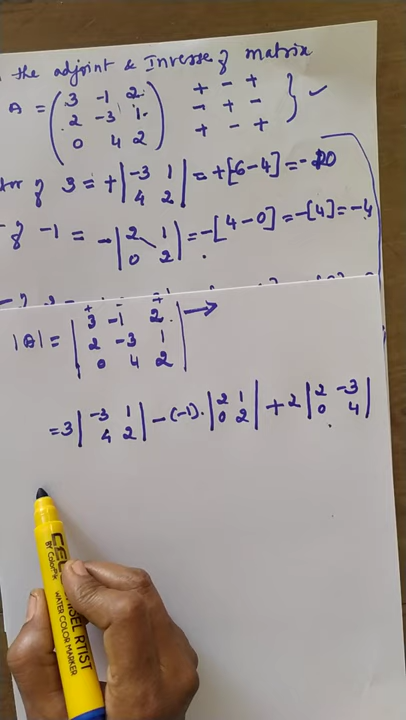 the adjoint & Inverse of matrix
A = ( 3 -1 2 ) + - +
( 2 -3 1 ) - + - } ✓
( 0 4 2 ) + - +
of 3 = + | -3 1 | = +[-6-4] = -10
| 4 2 |
of -1 = - | 2 1 | = -[4-0] = -[4] = -4
| 0 2 |
+ - +
|A| = | 3 -1 2 | →
| 2 -3 1 |
| 0 4 2 |
= 3 | -3 1 | - (-1). | 2 1 | + 2 | 2 -3 |
| 4 2 | | 0 2 | | 0 4 |
CHISEL RTIST
WATER COLOR MARKER